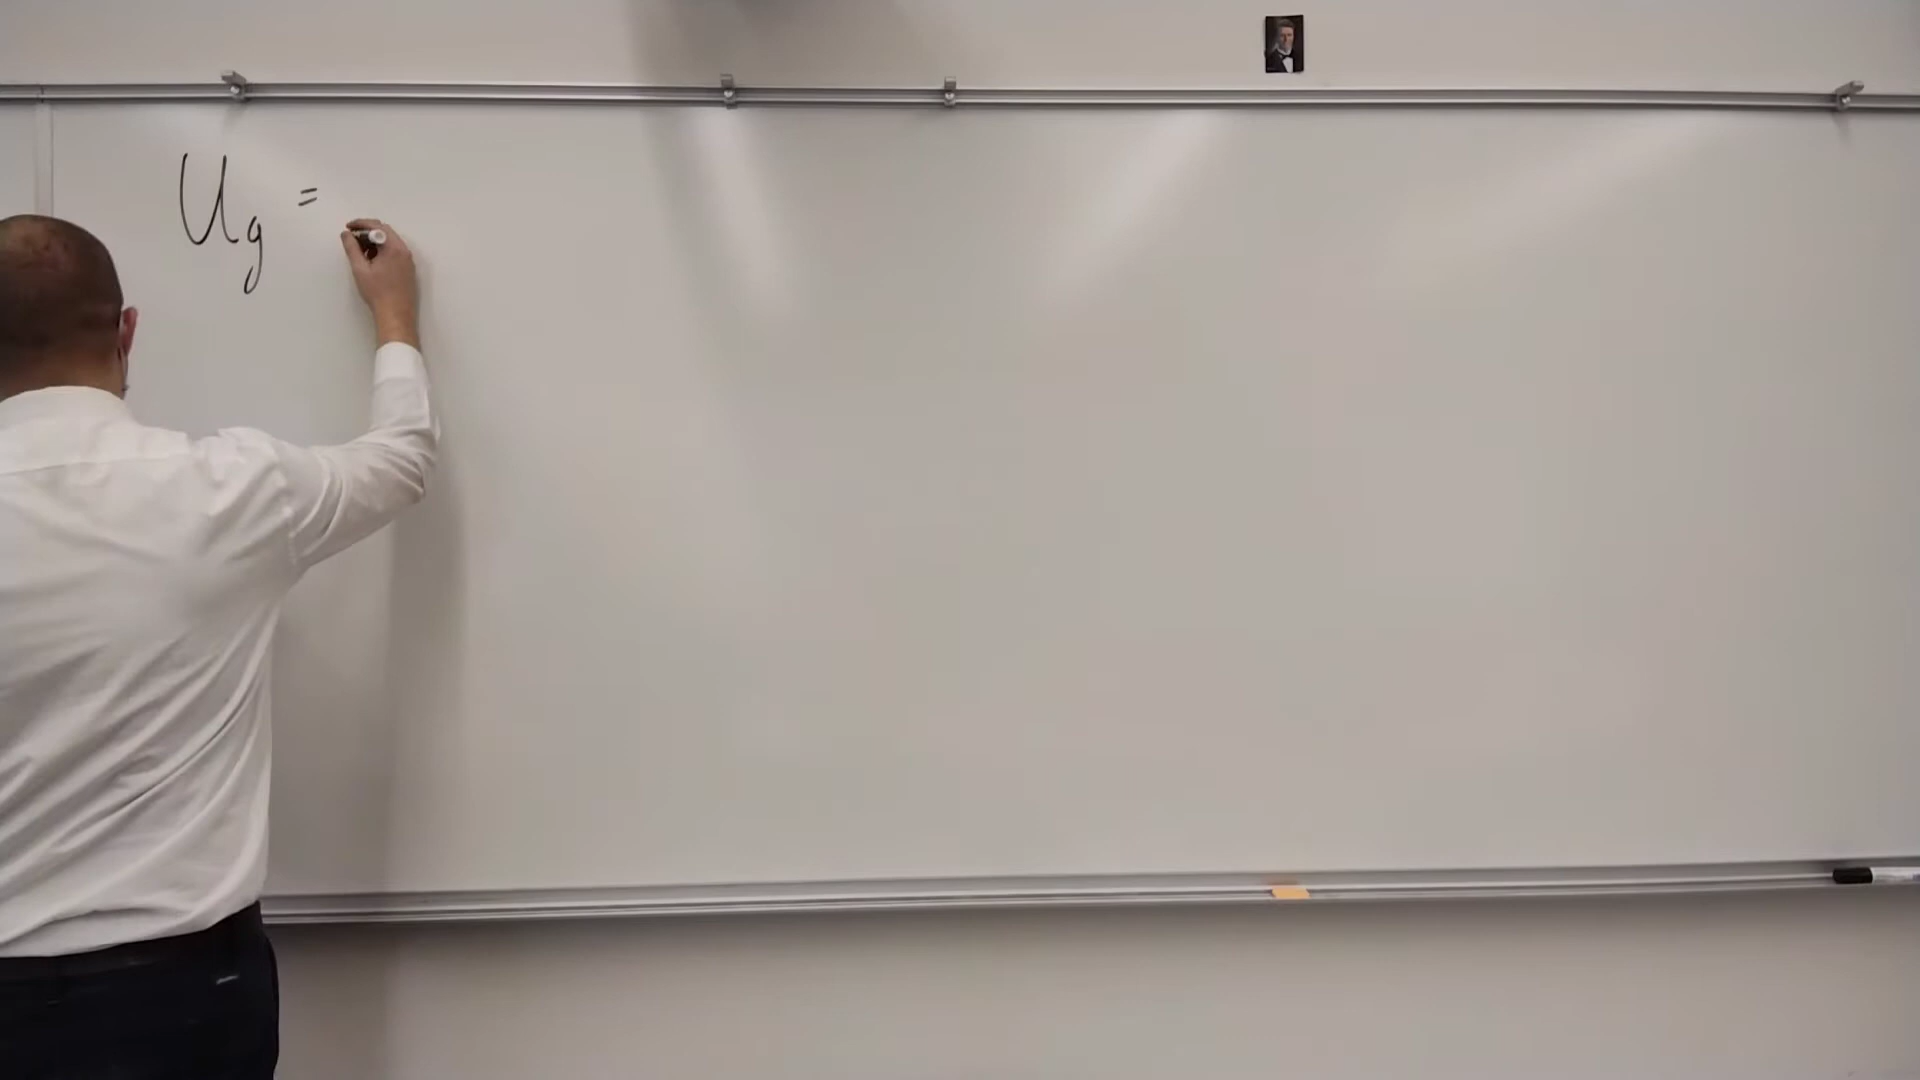 Ug =